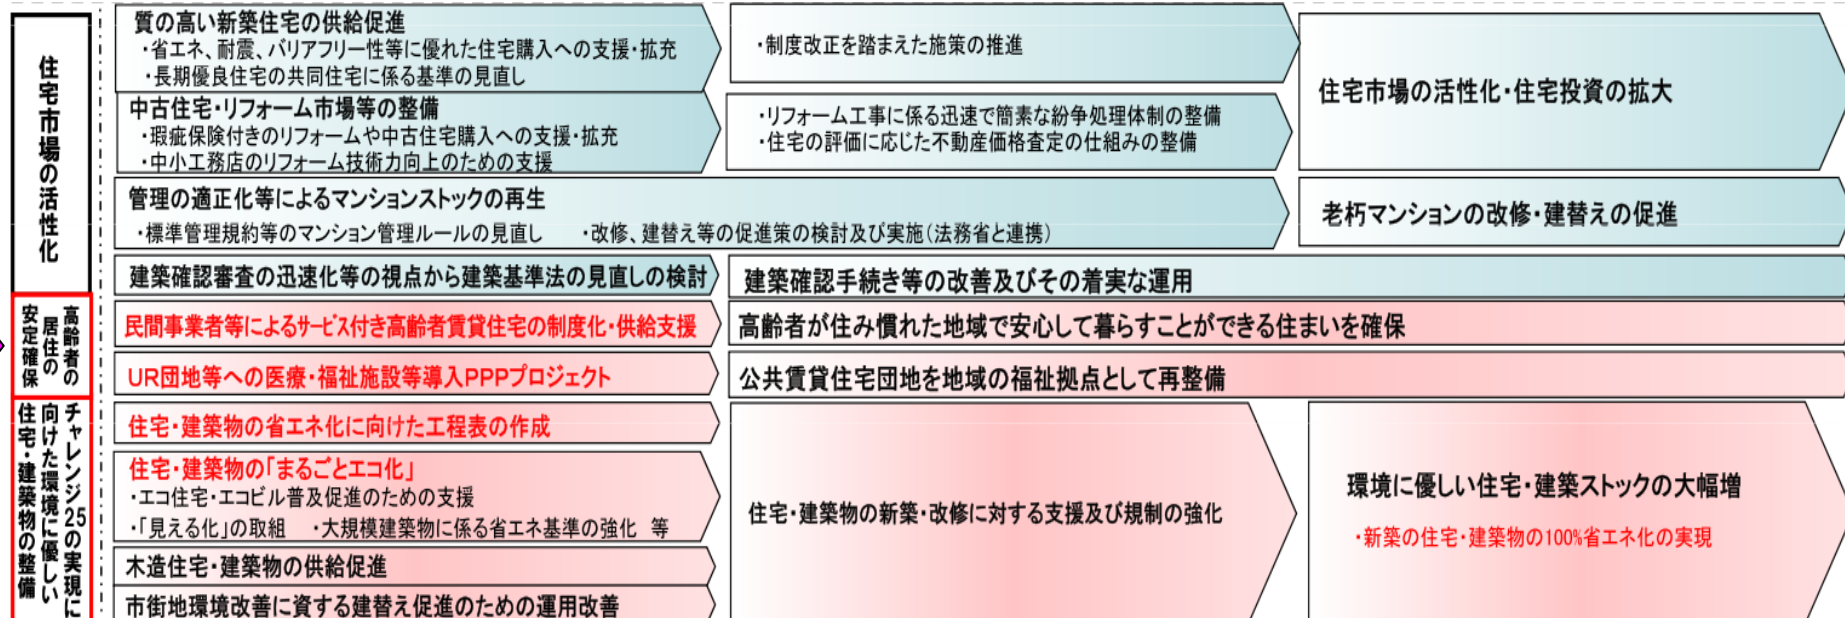 住宅市場の活性化
質の高い新築住宅の供給促進
・省エネ、耐震、バリアフリー性等に優れた住宅購入への支援・拡充
・長期優良住宅の共同住宅に係る基準の見直し
・制度改正を踏まえた施策の推進
中古住宅・リフォーム市場等の整備
・瑕疵保険付きのリフォームや中古住宅購入への支援・拡充
・中小工務店のリフォーム技術力向上のための支援
・リフォーム工事に係る迅速で簡素な紛争処理体制の整備
・住宅の評価に応じた不動産価格査定の仕組みの整備
住宅市場の活性化・住宅投資の拡大
管理の適正化等によるマンションストックの再生
・標準管理規約等のマンション管理ルールの見直し　・改修、建替え等の促進策の検討及び実施(法務省と連携)
老朽マンションの改修・建替えの促進
建築確認審査の迅速化等の視点から建築基準法の見直しの検討
建築確認手続き等の改善及びその着実な運用
高齢者の
居住の
安定確保
民間事業者等によるサービス付き高齢者賃貸住宅の制度化・供給支援
高齢者が住み慣れた地域で安心して暮らすことができる住まいを確保
UR団地等への医療・福祉施設等導入PPPプロジェクト
公共賃貸住宅団地を地域の福祉拠点として再整備
チャレンジ25の実現に
向けた環境に優しい
住宅・建築物の整備
住宅・建築物の省エネ化に向けた工程表の作成
住宅・建築物の「まるごとエコ化」
・エコ住宅・エコビル普及促進のための支援
・「見える化」の取組　・大規模建築物に係る省エネ基準の強化　等
木造住宅・建築物の供給促進
市街地環境改善に資する建替え促進のための運用改善
住宅・建築物の新築・改修に対する支援及び規制の強化
環境に優しい住宅・建築ストックの大幅増
・新築の住宅・建築物の100%省エネ化の実現